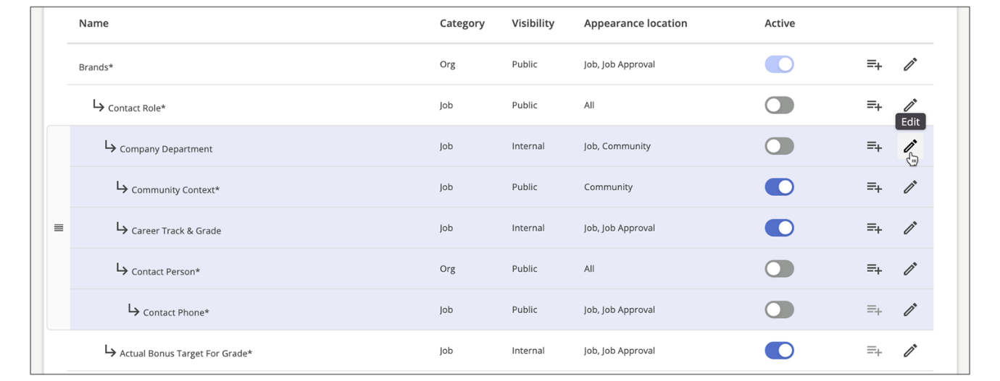 Name Category Visibility Appearance location Active
Brands* Org Public Job, Job Approval
Contact Role* Job Public All
Edit
Company Department Job Internal Job, Community
Community Context* Job Public Community
Career Track & Grade Job Internal Job, Job Approval
Contact Person* Org Public All
Contact Phone* Job Public Job, Job Approval
Actual Bonus Target For Grade* Job Internal Job, Job Approval